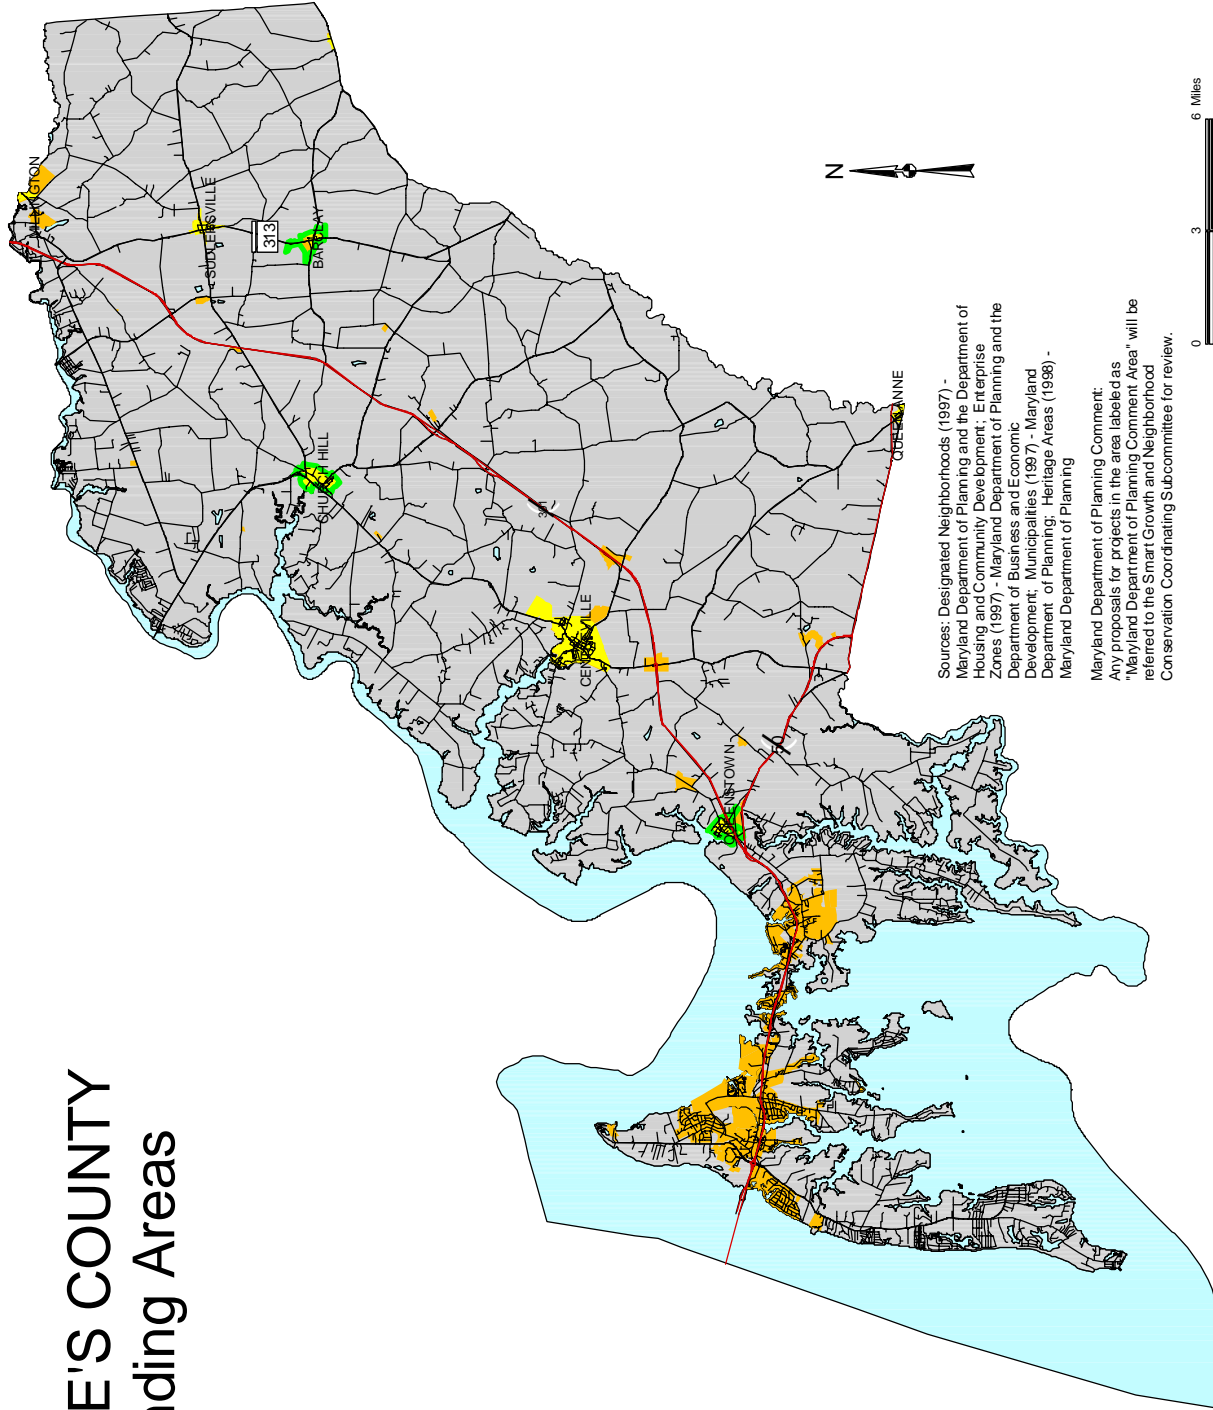 E'S COUNTY
nding Areas
MILLINGTON
SUDLERSVILLE
313
BARCLAY
CHURCH HILL
301
CENTREVILLE
QUEENSTOWN
50
QUEEN ANNE
N
Sources: Designated Neighborhoods (1997) -
Maryland Department of Planning and the Department of
Housing and Community Development; Enterprise
Zones (1997) - Maryland Department of Planning and the
Department of Business and Economic
Development; Municipalities (1997) - Maryland
Department of Planning; Heritage Areas (1998) -
Maryland Department of Planning
Maryland Department of Planning Comment:
Any proposals for projects in the area labeled as
"Maryland Department of Planning Comment Area" will be
referred to the Smart Growth and Neighborhood
Conservation - Coordinating Subcommittee for review.
0 3 6 Miles